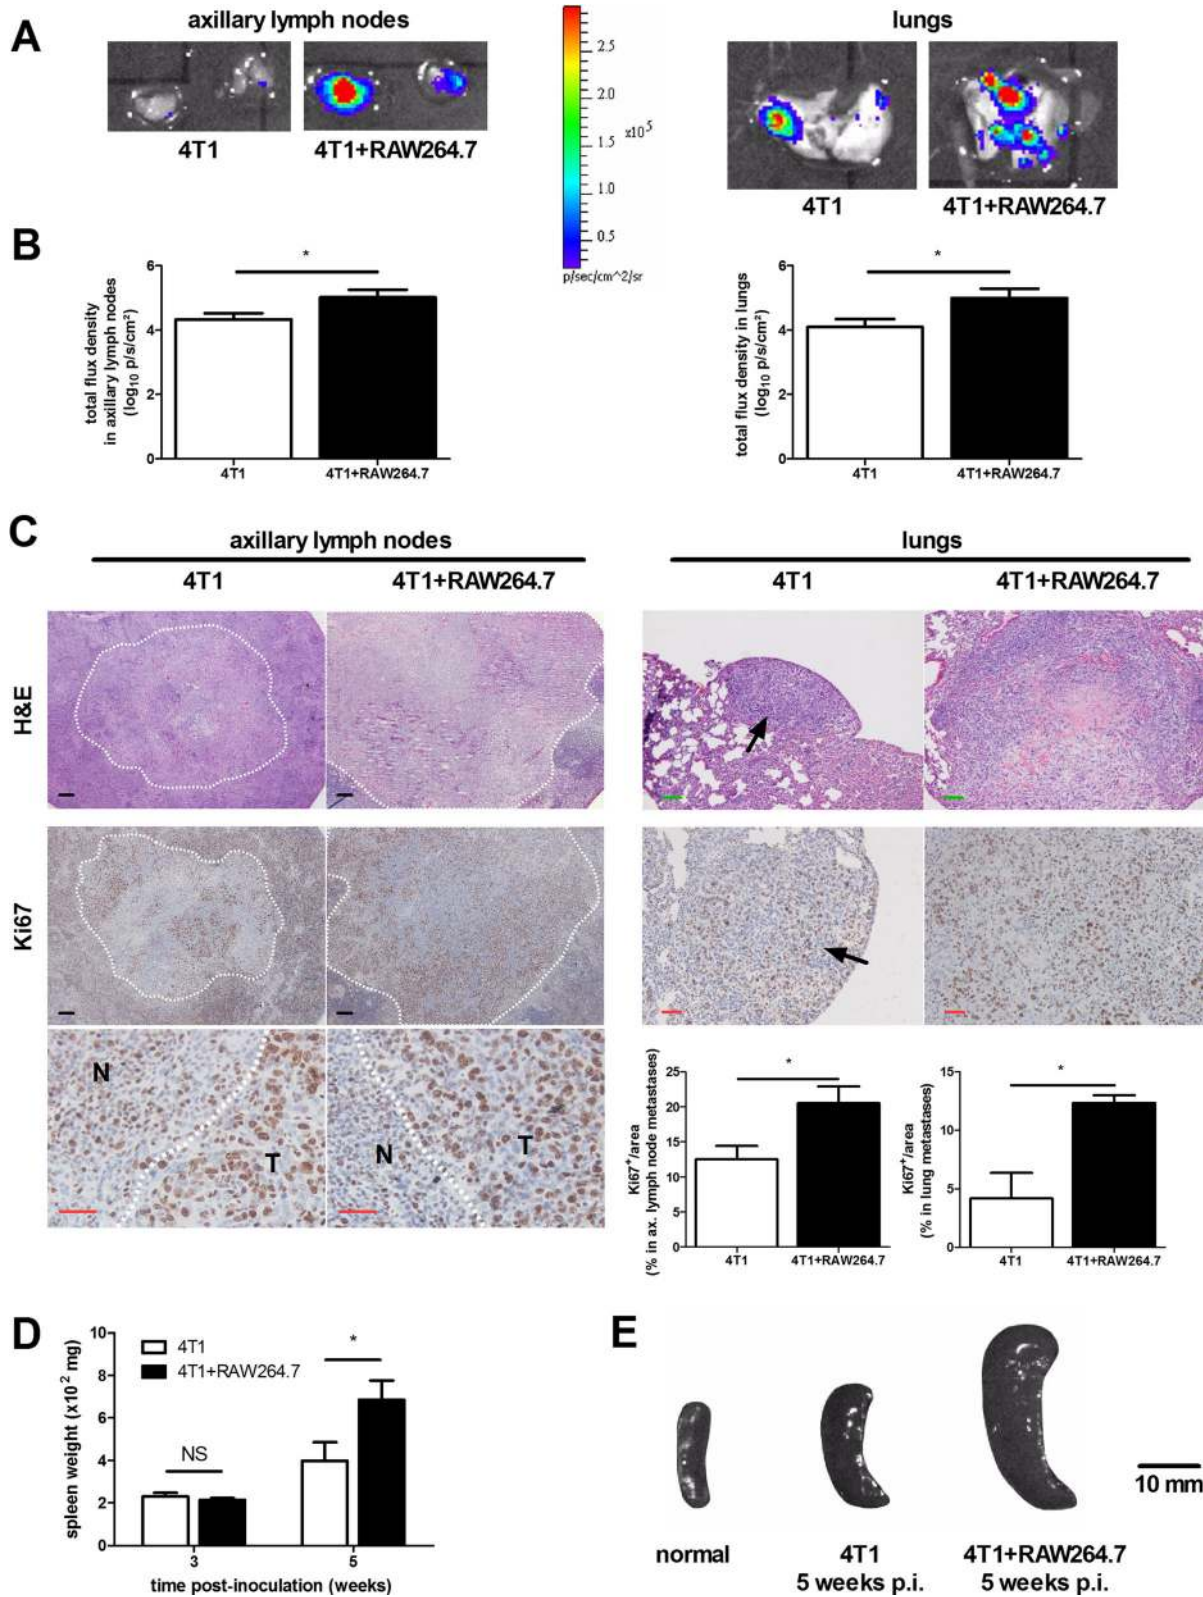 A
axillary lymph nodes
lungs
4T1
4T1+RAW264.7
2.5
2.0
1.5
x10⁵
1.0
0.5
p/sec/cm^2/sr
4T1
4T1+RAW264.7
B
total flux density
in axillary lymph nodes
(log₁₀ p/s/cm²)
6
4
2
0
*
4T1
4T1+RAW264.7
total flux density in lungs
(log₁₀ p/s/cm²)
6
4
2
0
*
4T1
4T1+RAW264.7
C
axillary lymph nodes
lungs
4T1
4T1+RAW264.7
4T1
4T1+RAW264.7
H&E
Ki67
N
T
N
T
Ki67⁺/area
(% in ax. lymph node metastases)
25
20
15
10
5
0
*
4T1
4T1+RAW264.7
Ki67⁺/area
(% in lung metastases)
15
10
5
0
*
4T1
4T1+RAW264.7
D
spleen weight (x10² mg)
10
8
6
4
2
0
4T1
4T1+RAW264.7
NS
*
3
5
time post-inoculation (weeks)
E
10 mm
normal
4T1
5 weeks p.i.
4T1+RAW264.7
5 weeks p.i.